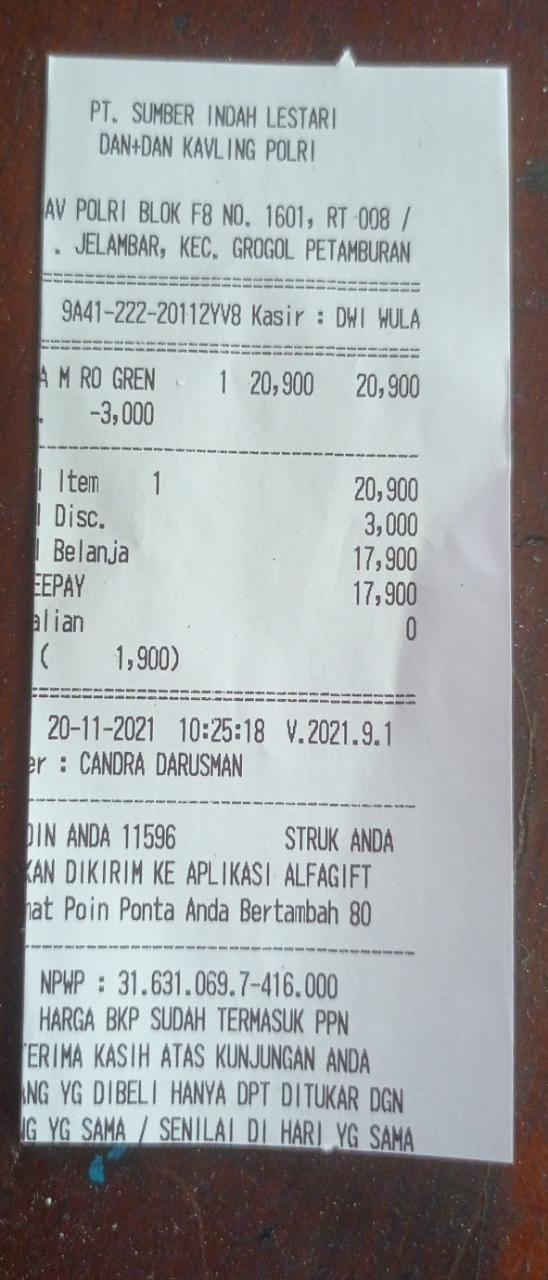 PT. SUMBER INDAH LESTARI
DAN+DAN KAVLING POLRI
AV POLRI BLOK F8 NO. 1601, RT 008 /
. JELAMBAR, KEC. GROGOL PETAMBURAN
9A41-222-20112YV8 Kasir : DWI WULA
A M RO GREN 1 20,900 20,900
. -3,000
l Item 1 20,900
l Disc. 3,000
l Belanja 17,900
EEPAY 17,900
alian 0
( 1,900)
20-11-2021 10:25:18 V.2021.9.1
er : CANDRA DARUSMAN
OIN ANDA 11596 STRUK ANDA
KAN DIKIRIM KE APLIKASI ALFAGIFT
mat Poin Ponta Anda Bertambah 80
NPWP : 31.631.069.7-416.000
HARGA BKP SUDAH TERMASUK PPN
TERIMA KASIH ATAS KUNJUNGAN ANDA
ANG YG DIBELI HANYA DPT DITUKAR DGN
NG YG SAMA / SENILAI DI HARI YG SAMA